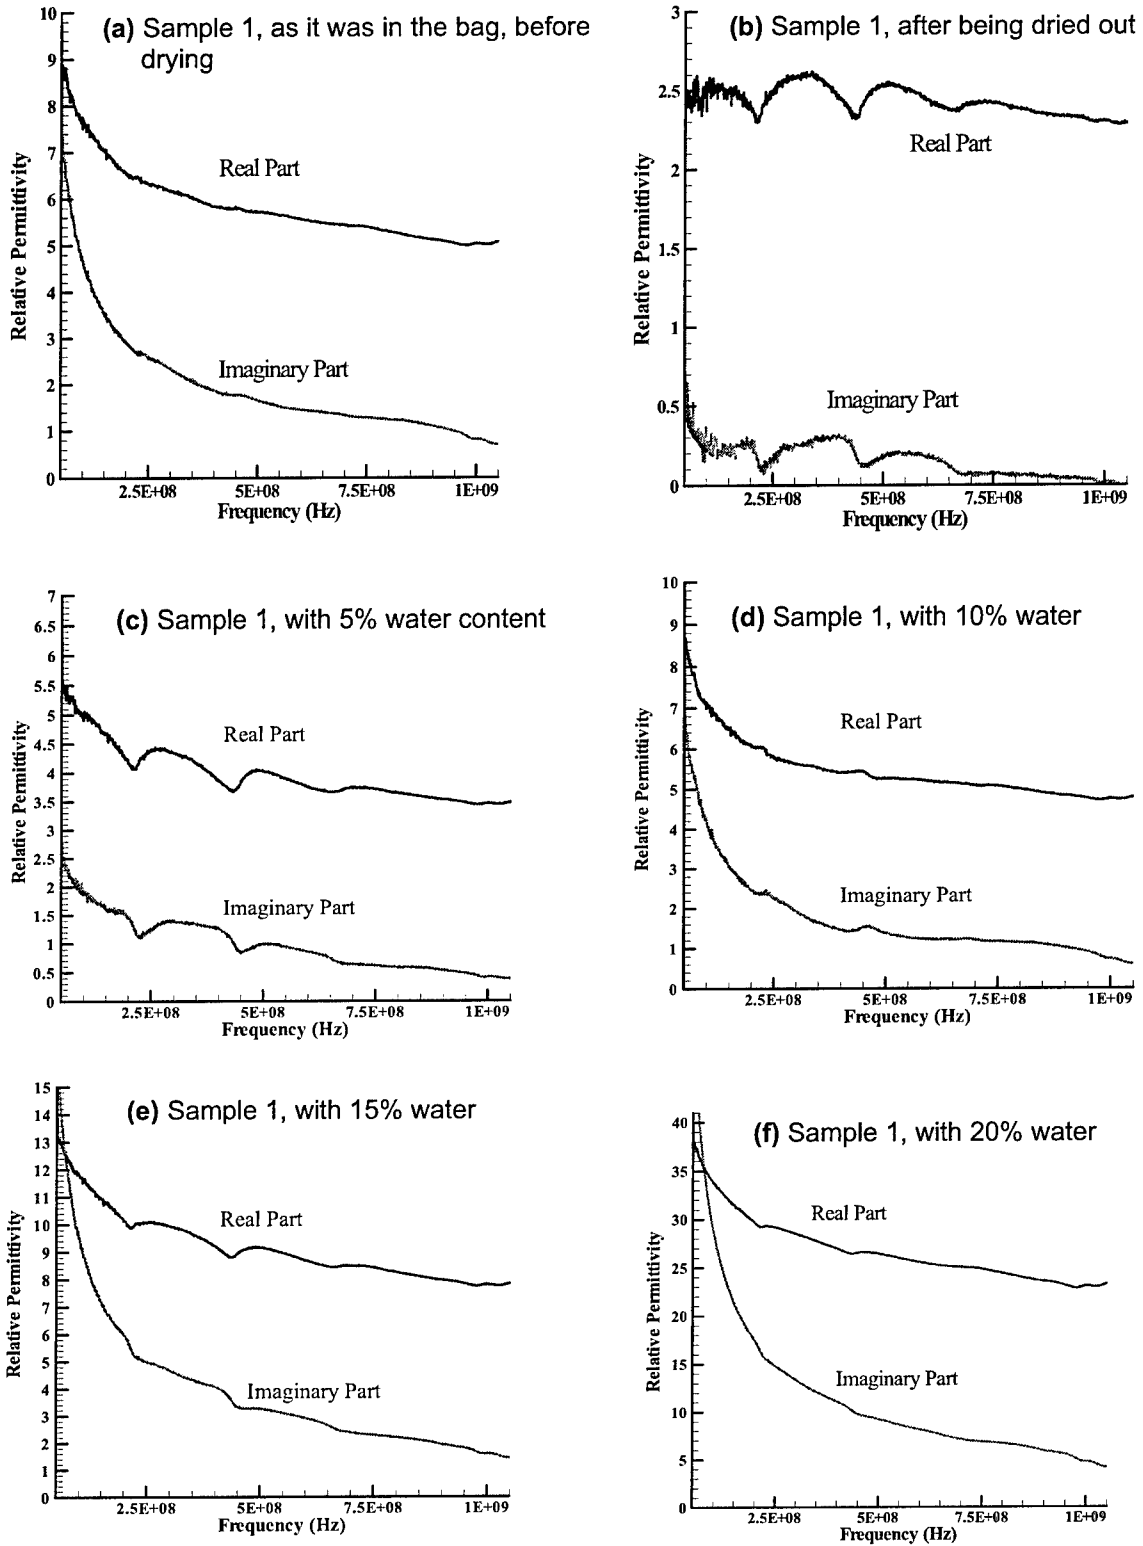 (a) Sample 1, as it was in the bag, before
drying
10
9
8
7
6
5
4
3
2
1
0
Relative Permittivity
Real Part
Imaginary Part
2.5E+08 5E+08 7.5E+08 1E+09
Frequency (Hz)
(b) Sample 1, after being dried out
3
2.5
2
1.5
1
0.5
0
Relative Permittivity
Real Part
Imaginary Part
2.5E+08 5E+08 7.5E+08 1E+09
Frequency (Hz)
(c) Sample 1, with 5% water content
7
6.5
6
5.5
5
4.5
4
3.5
3
2.5
2
1.5
1
0.5
0
Relative Permittivity
Real Part
Imaginary Part
2.5E+08 5E+08 7.5E+08 1E+09
Frequency (Hz)
(d) Sample 1, with 10% water
10
9
8
7
6
5
4
3
2
1
0
Relative Permittivity
Real Part
Imaginary Part
2.5E+08 5E+08 7.5E+08 1E+09
Frequency (Hz)
(e) Sample 1, with 15% water
15
14
13
12
11
10
9
8
7
6
5
4
3
2
1
0
Relative Permittivity
Real Part
Imaginary Part
2.5E+08 5E+08 7.5E+08 1E+09
Frequency (Hz)
(f) Sample 1, with 20% water
40
35
30
25
20
15
10
5
0
Relative Permittivity
Real Part
Imaginary Part
2.5E+08 5E+08 7.5E+08 1E+09
Frequency (Hz)